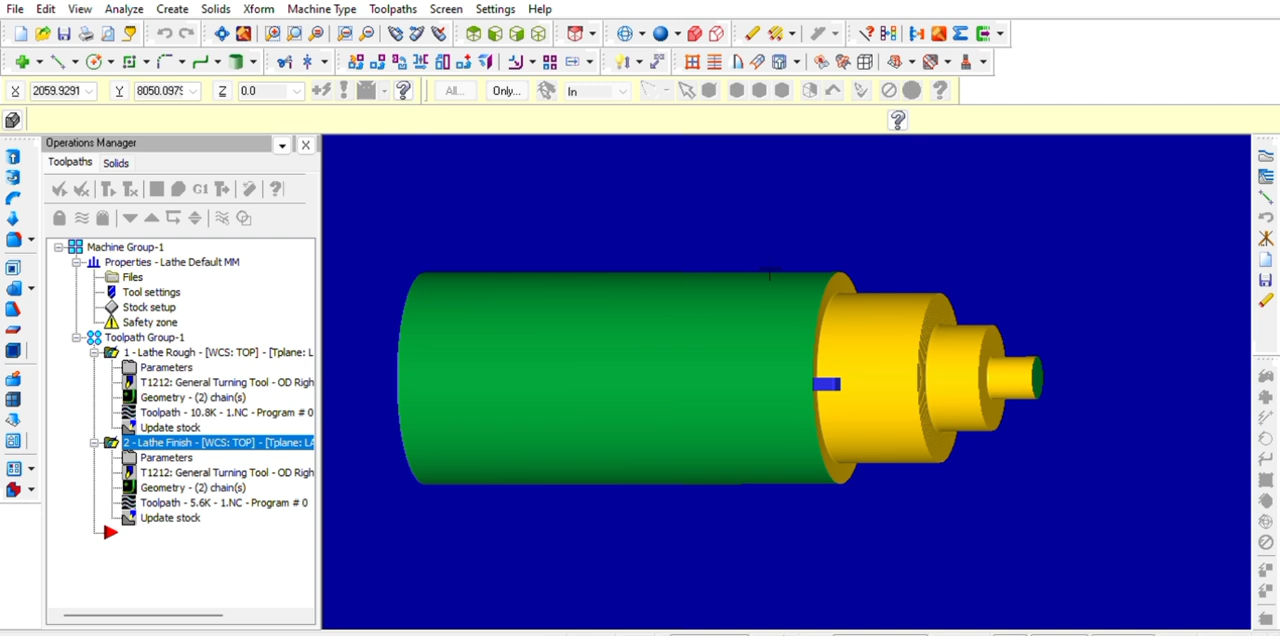 File Edit View Analyze Create Solids Xform Machine Type Toolpaths Screen Settings Help
X 2059.9291 Y 8050.0979 Z 0.0 All... Only... In
Operations Manager
Toolpaths Solids
G1
Machine Group-1
Properties - Lathe Default MM
Files
Tool settings
Stock setup
Safety zone
Toolpath Group-1
1 - Lathe Rough - [WCS: TOP] - [Tplane: L
Parameters
T1212: General Turning Tool - OD Righ
Geometry - (2) chain(s)
Toolpath - 10.8K - 1.NC - Program # 0
Update stock
2 - Lathe Finish - [WCS: TOP] - [Tplane: LA
Parameters
T1212: General Turning Tool - OD Righ
Geometry - (2) chain(s)
Toolpath - 5.6K - 1.NC - Program # 0
Update stock